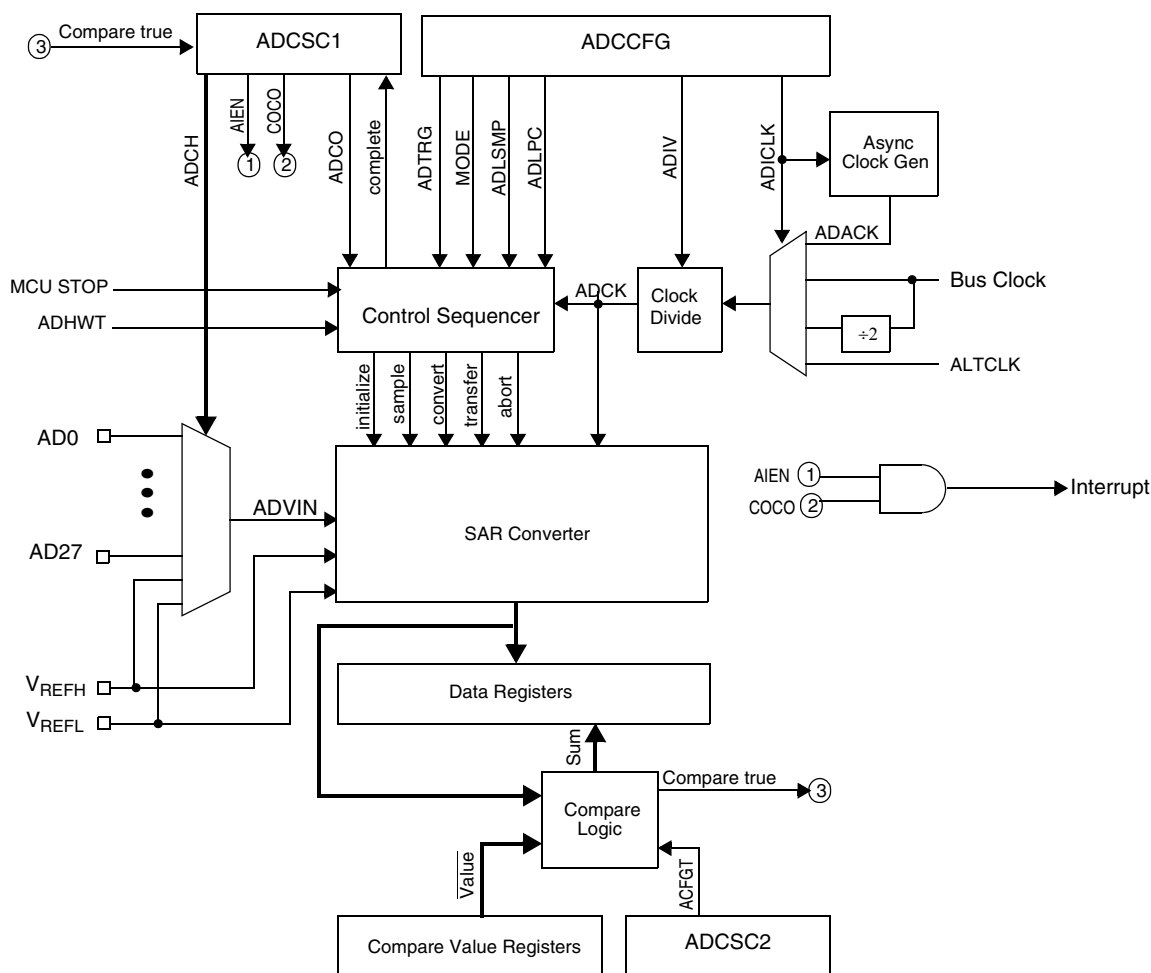 3 Compare true
ADCSC1
ADCCFG
ADCH
AIEN
COCO
ADCO
complete
ADTRG
MODE
ADLSMP
ADLPC
ADIV
ADICLK
Async
Clock Gen
1
2
ADACK
MCU STOP
ADHWT
Control Sequencer
ADCK
Clock
Divide
Bus Clock
÷2
ALTCLK
initialize
sample
convert
transfer
abort
AD0
AD27
ADVIN
SAR Converter
AIEN 1
COCO 2
Interrupt
VREFH
VREFL
Data Registers
Sum
Compare
Logic
Compare true
3
Value
ACFGT
Compare Value Registers
ADCSC2